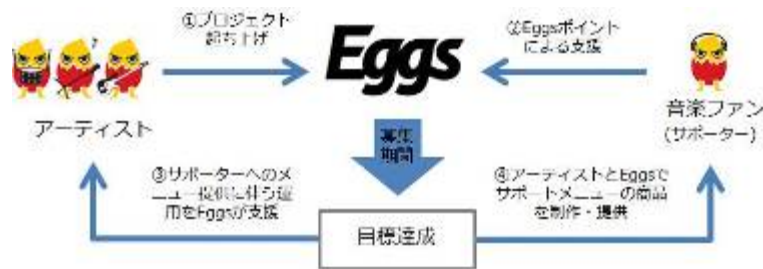 ①プロジェクト
起ち上げ
Eggs
②Eggsポイント
による支援
アーティスト
音楽ファン
(サポーター)
募集
期間
③サポーターへのメ
ニュー提供に伴う運
用をEggsが支援
④アーティストとEggsで
サポートメニューの商品
を制作・提供
目標達成